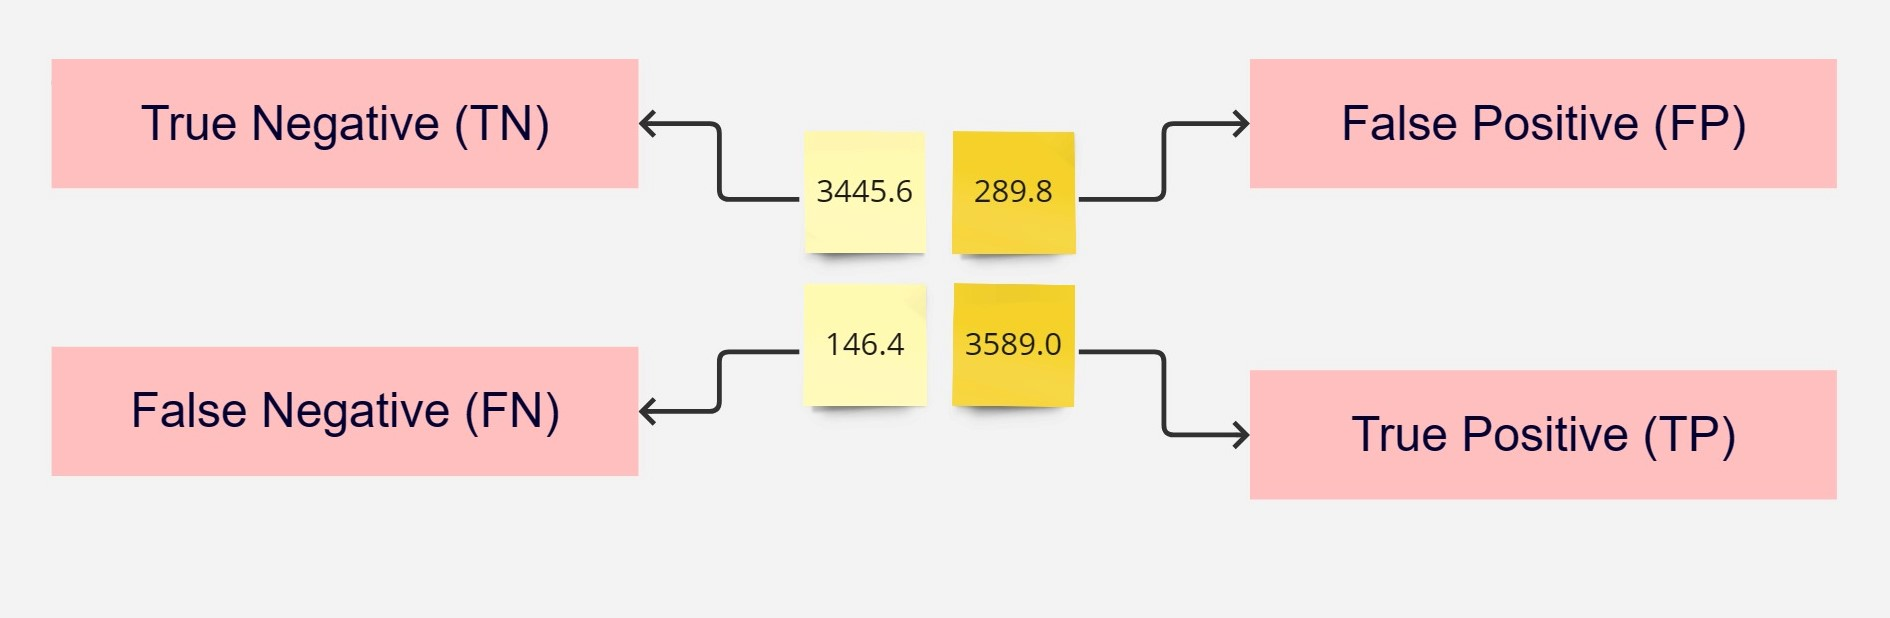 True Negative (TN)
False Positive (FP)
3445.6
289.8
146.4
3589.0
False Negative (FN)
True Positive (TP)